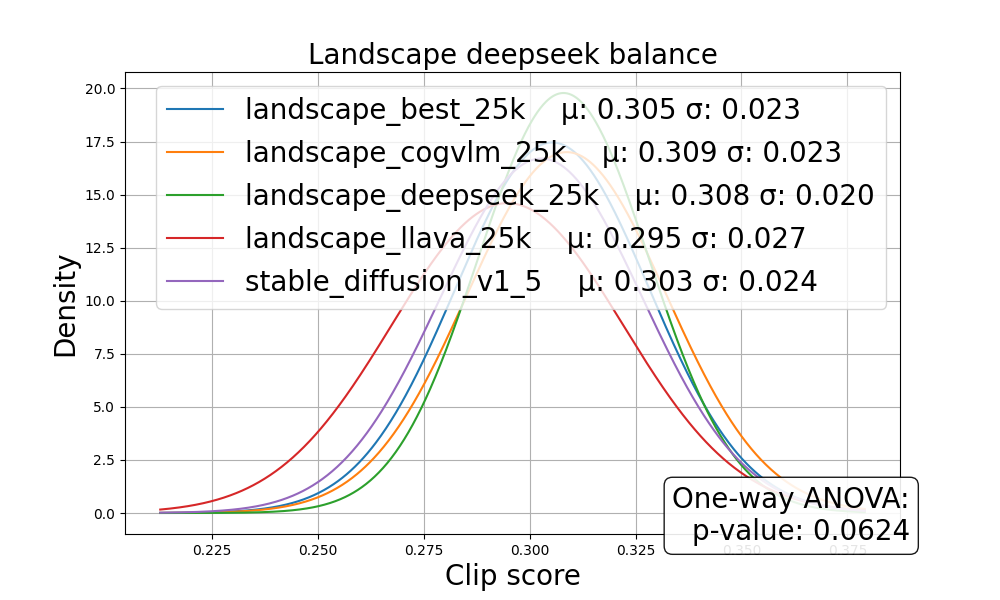 Landscape deepseek balance
20.0
17.5
15.0
12.5
10.0
7.5
5.0
2.5
0.0
Density
landscape_best_25k μ: 0.305 σ: 0.023
landscape_cogvlm_25k μ: 0.309 σ: 0.023
landscape_deepseek_25k μ: 0.308 σ: 0.020
landscape_llava_25k μ: 0.295 σ: 0.027
stable_diffusion_v1_5 μ: 0.303 σ: 0.024
One-way ANOVA:
p-value: 0.0624
0.225 0.250 0.275 0.300 0.325 0.350 0.375
Clip score